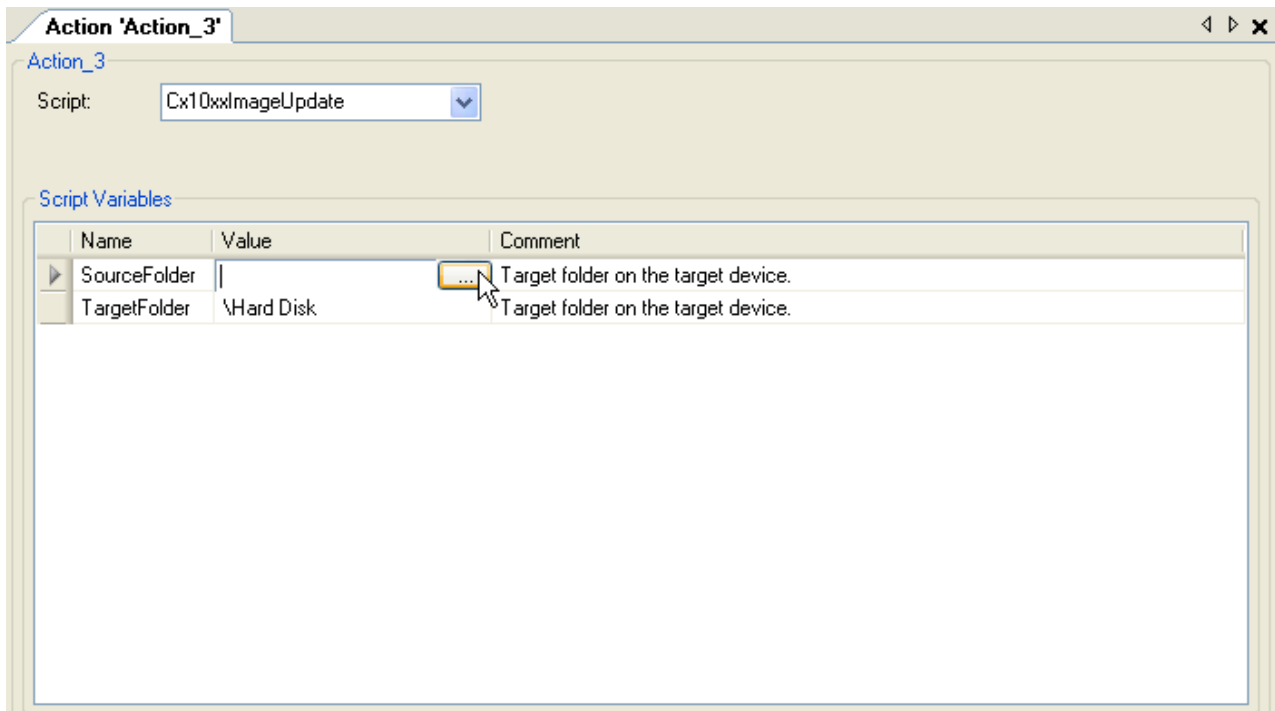 Action 'Action_3'
Action_3
Script: Cx10xxImageUpdate
Script Variables
Name Value Comment
SourceFolder ... Target folder on the target device.
TargetFolder \Hard Disk Target folder on the target device.